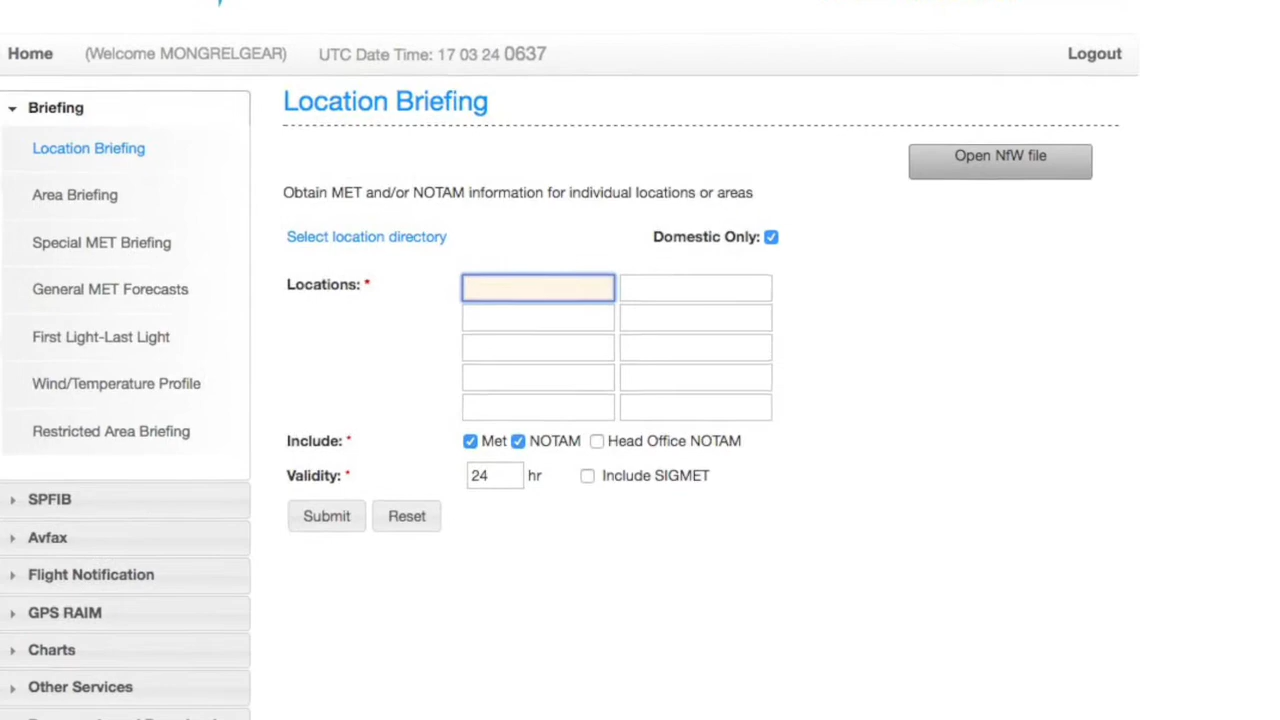 Home (Welcome MONGRELGEAR) UTC Date Time: 17 03 24 0637 Logout
Briefing
Location Briefing
Area Briefing
Special MET Briefing
General MET Forecasts
First Light-Last Light
Wind/Temperature Profile
Restricted Area Briefing
SPFIB
Avfax
Flight Notification
GPS RAIM
Charts
Other Services
Location Briefing
Open NfW file
Obtain MET and/or NOTAM information for individual locations or areas
Select location directory Domestic Only:
Locations: *
Include: * Met NOTAM Head Office NOTAM
Validity: * 24 hr Include SIGMET
Submit Reset